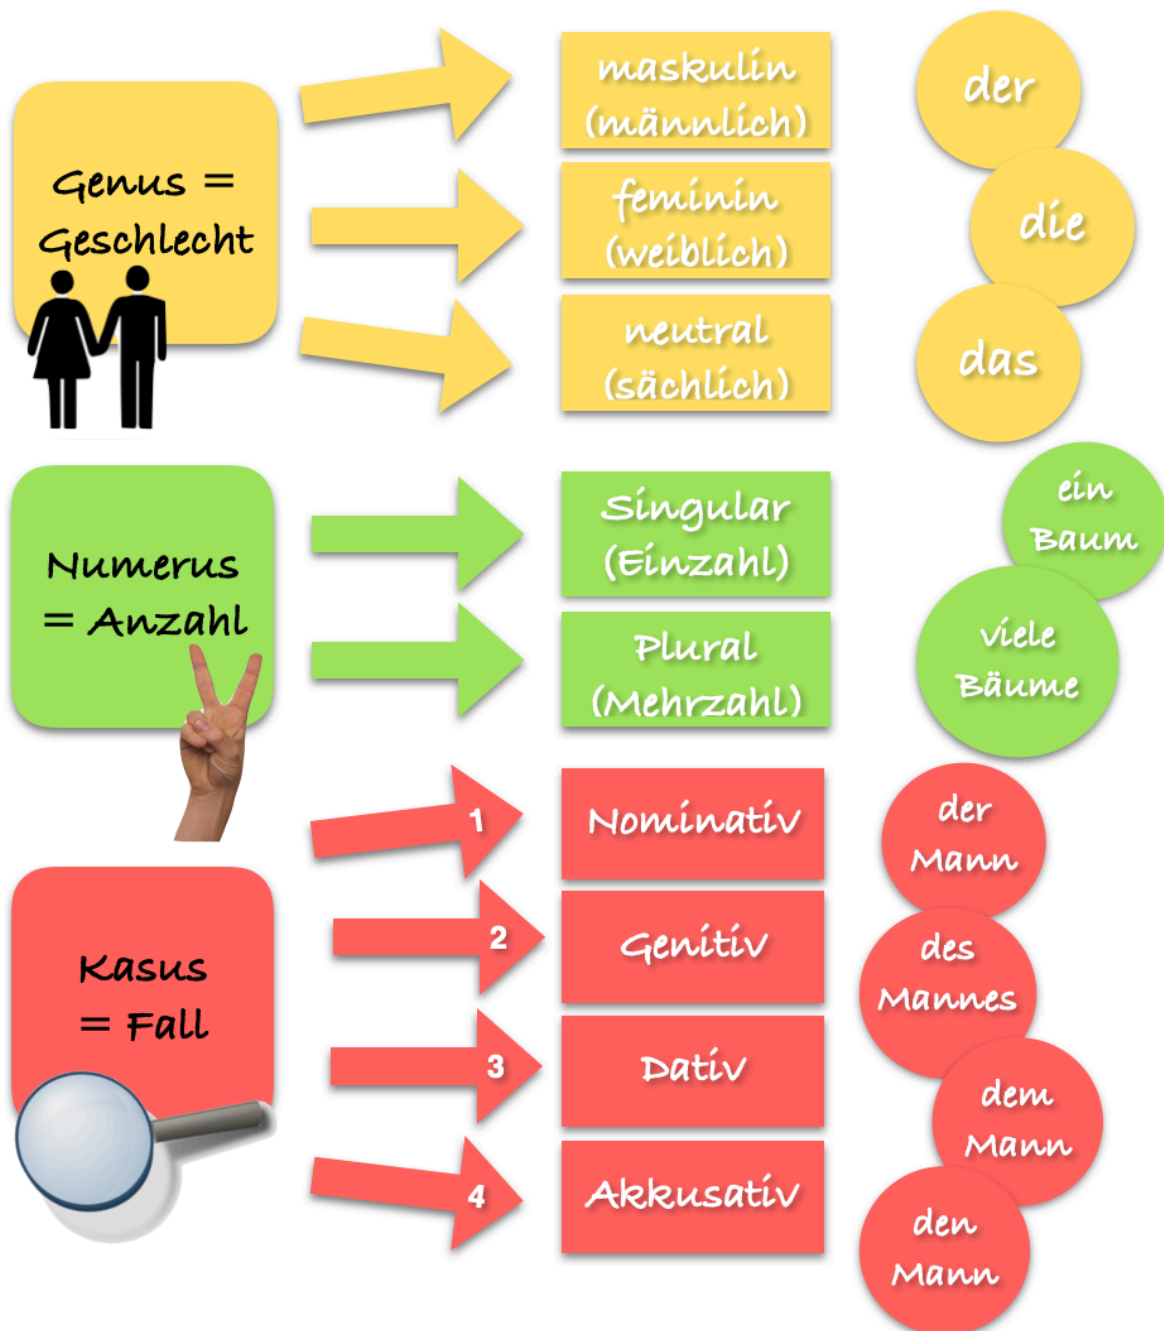 Genus =
Geschlecht
maskulin
(männlich)
feminin
(weiblich)
neutral
(sächlich)
der
die
das
Numerus
= Anzahl
Singular
(Einzahl)
Plural
(Mehrzahl)
ein
Baum
viele
Bäume
Kasus
= Fall
1
Nominativ
der
Mann
2
Genitiv
des
Mannes
3
Dativ
dem
Mann
4
Akkusativ
den
Mann